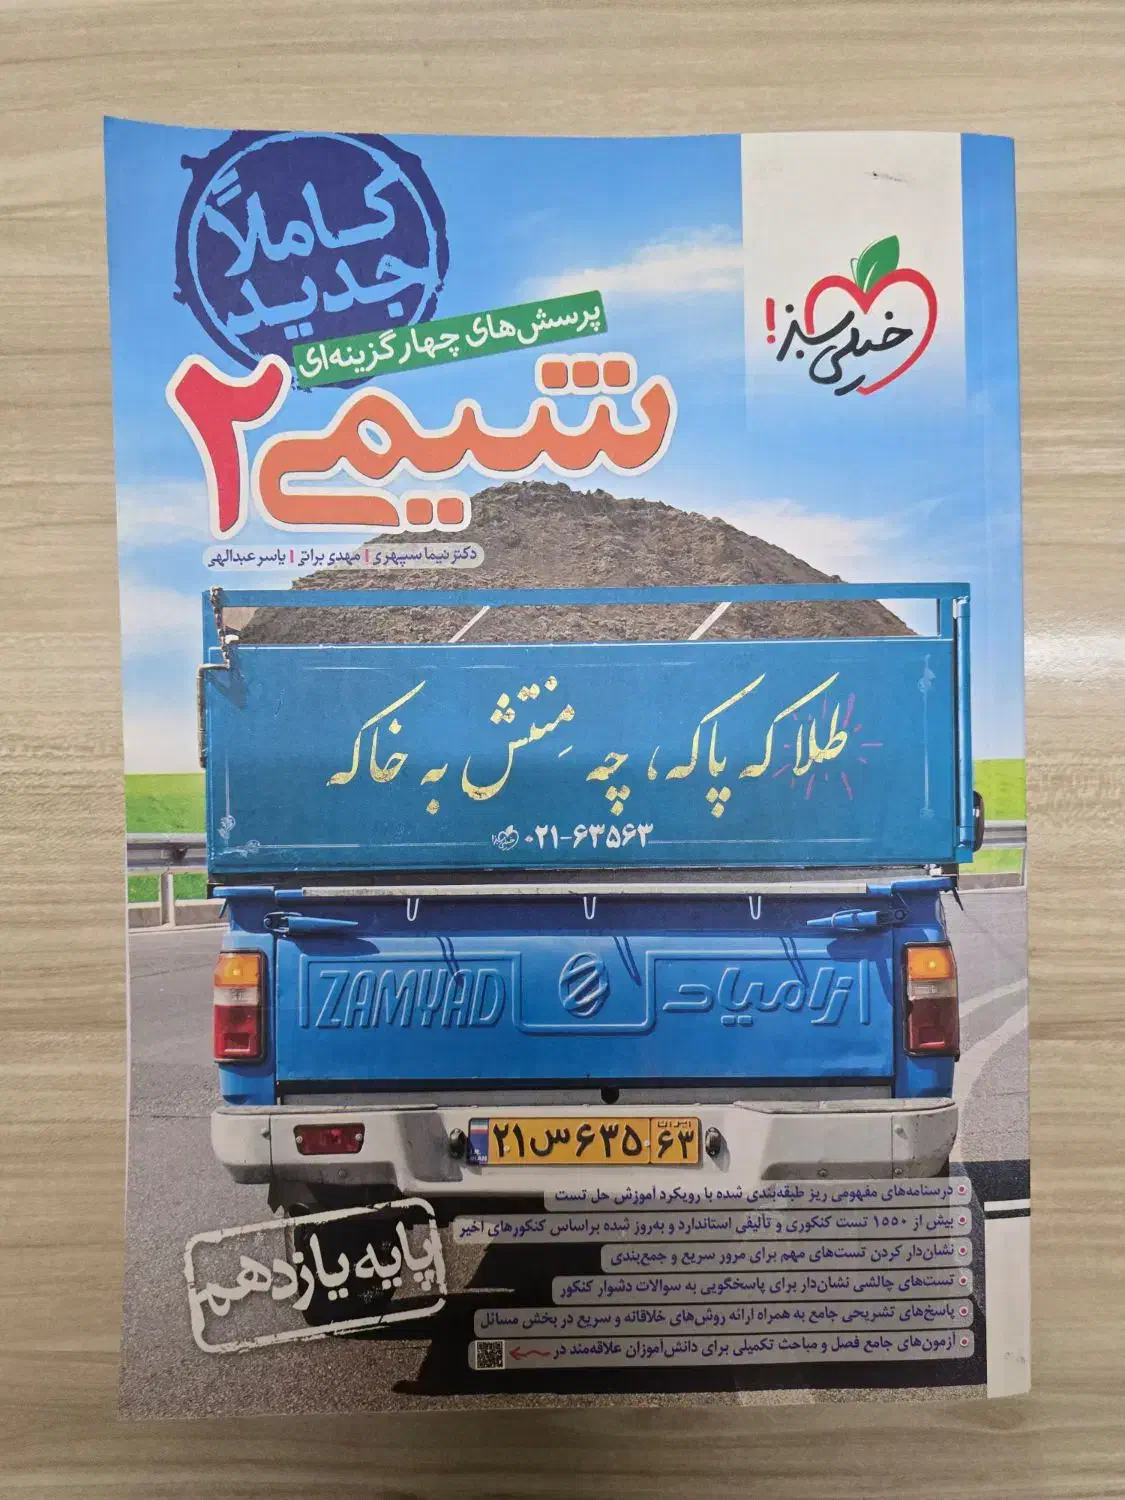 کاملاً
جدید
خیلی سبز!
پرسش‌های چهارگزینه‌ای
شیمی ۲
دکتر نیما سپهری | مهدی براتی | یاسر عبدالهی
طلا که پاکه، چه مِنتش به خاکه
۰۲۱-۶۳۵۶۳
ZAMYAD زامیاد
۲۱ س ۶۳۵ ایران ۶۳
پایه یازدهم
درسنامه‌های مفهومی ریز طبقه‌بندی شده با رویکرد آموزش حل تست
بیش از ۱۵۵۰ تست کنکوری و تألیفی استاندارد و به‌روز شده براساس کنکورهای اخیر
نشان‌دار کردن تست‌های مهم برای مرور سریع و جمع‌بندی
تست‌های چالشی نشان‌دار برای پاسخگویی به سوالات دشوار کنکور
پاسخ‌های تشریحی جامع به همراه ارائه روش‌های خلاقانه و سریع در بخش مسائل
آزمون‌های جامع فصل و مباحث تکمیلی برای دانش‌آموزان علاقه‌مند در